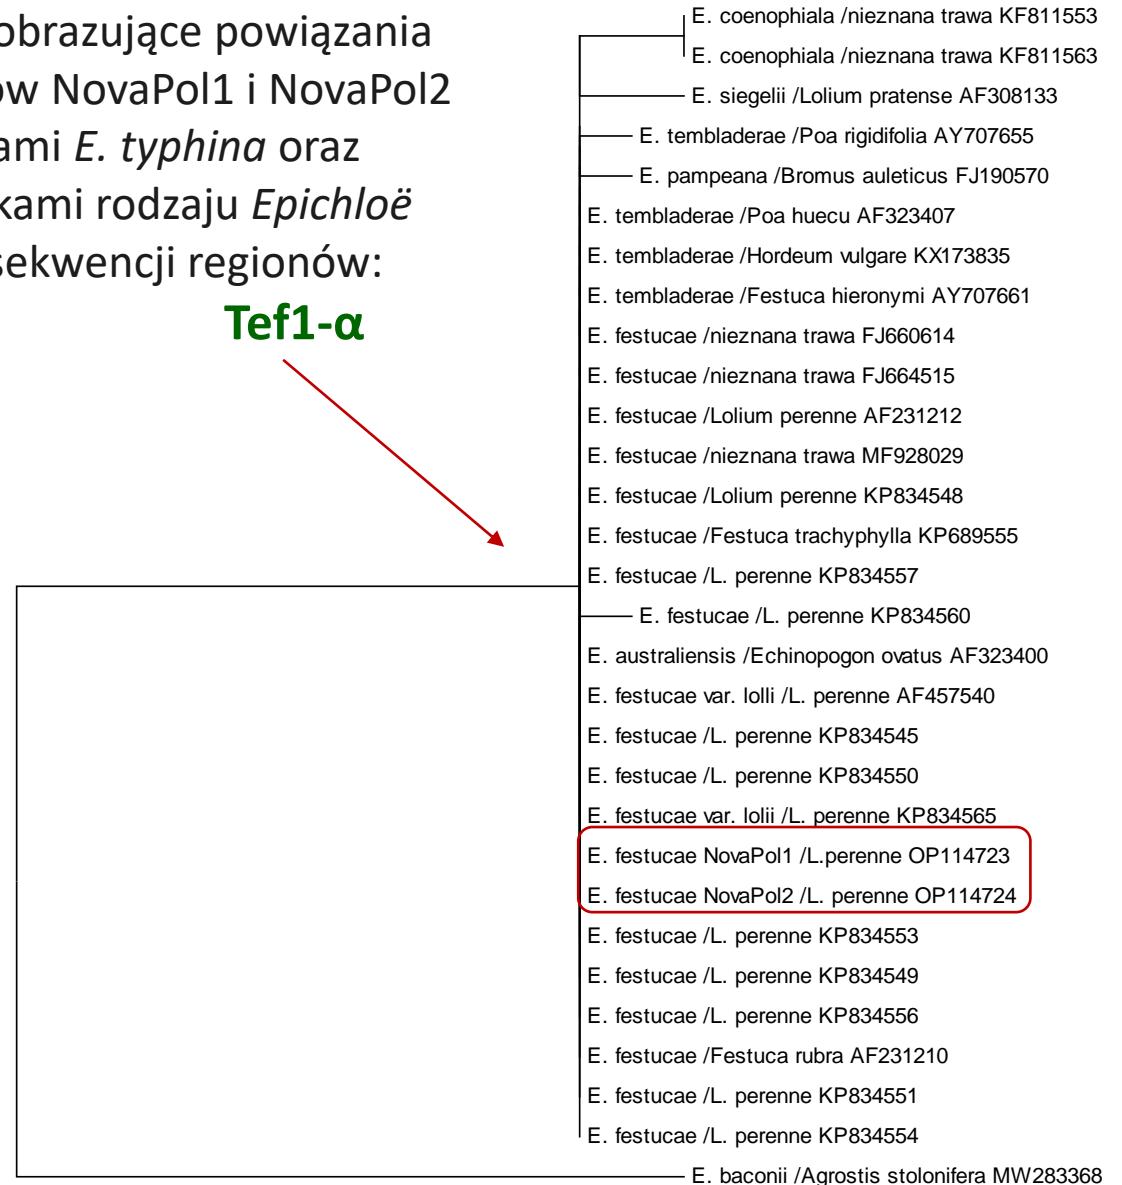 obrazujące powiązania
ów NovaPol1 i NovaPol2
ami E. typhina oraz
kami rodzaju Epichloë
sekwencji regionów:
Tef1-α
E. coenophiala /nieznana trawa KF811553
E. coenophiala /nieznana trawa KF811563
E. siegelii /Lolium pratense AF308133
E. tembladerae /Poa rigidifolia AY707655
E. pampeana /Bromus auleticus FJ190570
E. tembladerae /Poa huecu AF323407
E. tembladerae /Hordeum vulgare KX173835
E. tembladerae /Festuca hieronymi AY707661
E. festucae /nieznana trawa FJ660614
E. festucae /nieznana trawa FJ664515
E. festucae /Lolium perenne AF231212
E. festucae /nieznana trawa MF928029
E. festucae /Lolium perenne KP834548
E. festucae /Festuca trachyphylla KP689555
E. festucae /L. perenne KP834557
E. festucae /L. perenne KP834560
E. australiensis /Echinopogon ovatus AF323400
E. festucae var. lolli /L. perenne AF457540
E. festucae /L. perenne KP834545
E. festucae /L. perenne KP834550
E. festucae var. lolii /L. perenne KP834565
E. festucae NovaPol1 /L.perenne OP114723
E. festucae NovaPol2 /L. perenne OP114724
E. festucae /L. perenne KP834553
E. festucae /L. perenne KP834549
E. festucae /L. perenne KP834556
E. festucae /Festuca rubra AF231210
E. festucae /L. perenne KP834551
E. festucae /L. perenne KP834554
E. baconii /Agrostis stolonifera MW283368